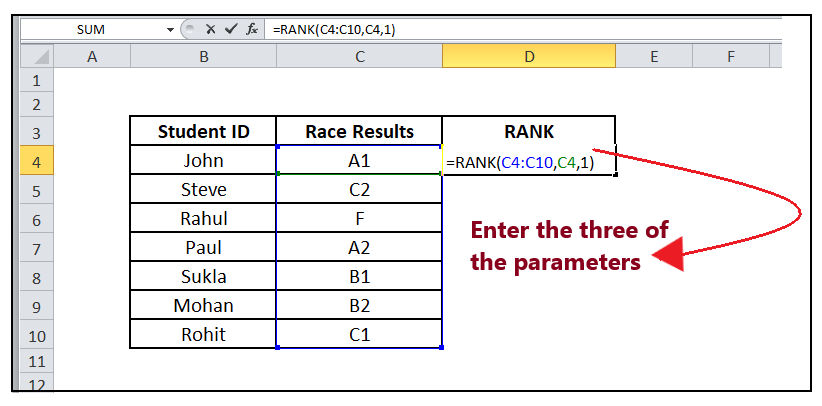 SUM fx =RANK(C4:C10,C4,1)
A B C D E F
1
2
3 Student ID Race Results RANK
4 John A1 =RANK(C4:C10,C4,1)
5 Steve C2
6 Rahul F
7 Paul A2
8 Sukla B1
9 Mohan B2
10 Rohit C1
11
12
Enter the three of
the parameters